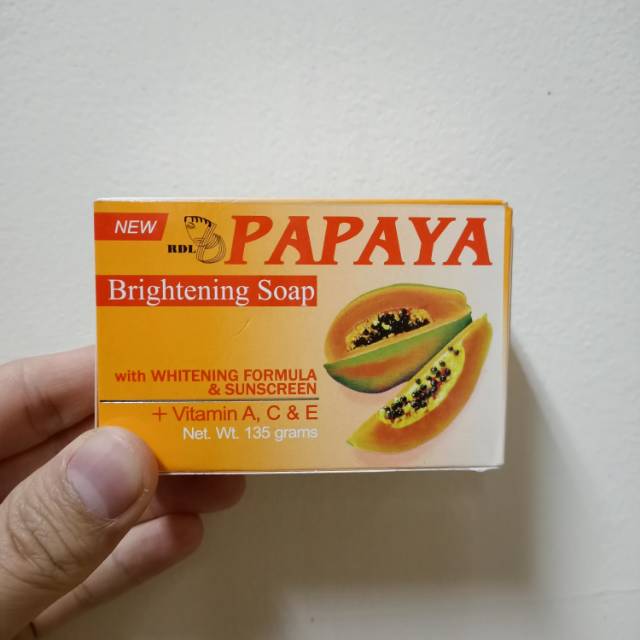 NEW
RDL
PAPAYA
Brightening Soap
with WHITENING FORMULA
& SUNSCREEN
+ Vitamin A, C & E
Net. Wt. 135 grams